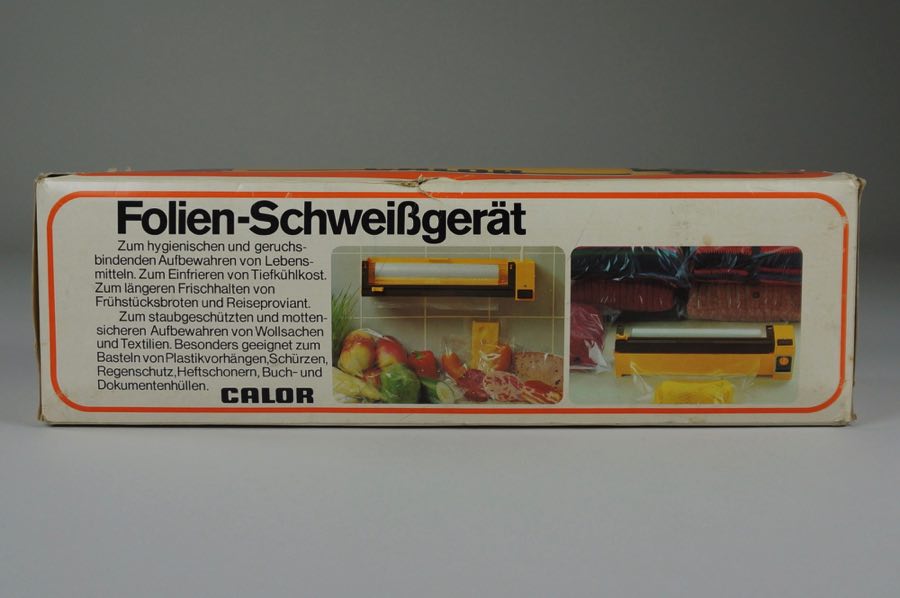 CALOR
Folien-Schweißgerät
Zum hygienischen und geruchs-
bindenden Aufbewahren von Lebens-
mitteln. Zum Einfrieren von Tiefkühlkost.
Zum längeren Frischhalten von
Frühstücksbroten und Reiseproviant.
Zum staubgeschützten und motten-
sicheren Aufbewahren von Wollsachen
und Textilien. Besonders geeignet zum
Basteln von Plastikvorhängen, Schürzen,
Regenschutz, Heftschonern, Buch- und
Dokumentenhüllen.
CALOR